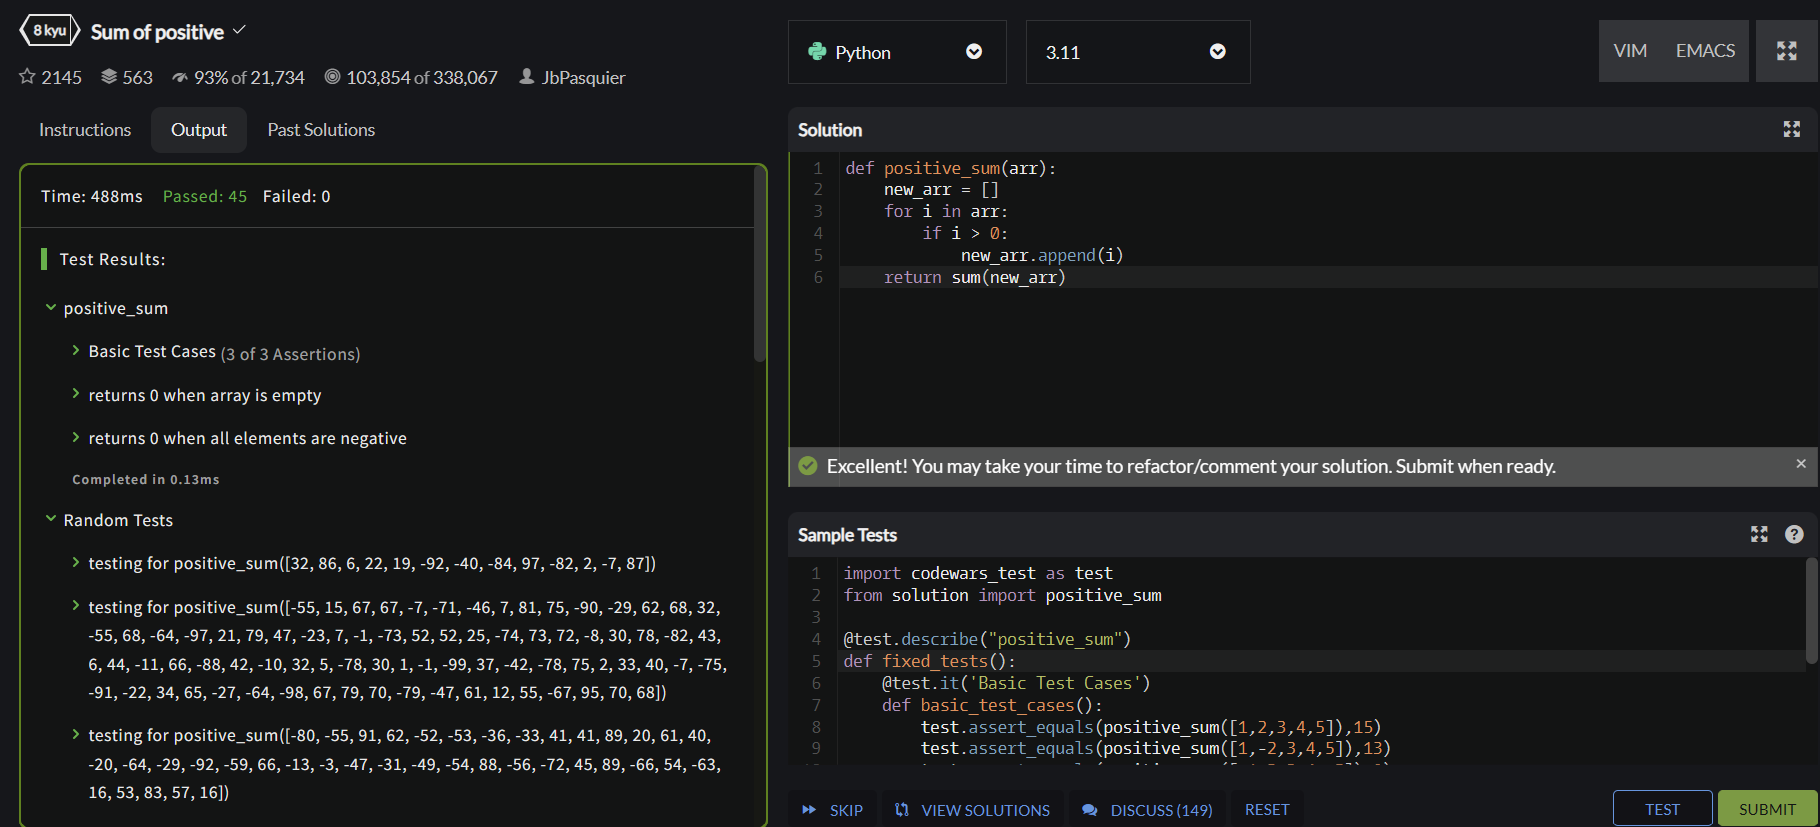 8 kyu Sum of positive
2145 563 93% of 21,734 103,854 of 338,067 JbPasquier
Instructions Output Past Solutions
Time: 488ms Passed: 45 Failed: 0
Test Results:
positive_sum
Basic Test Cases (3 of 3 Assertions)
returns 0 when array is empty
returns 0 when all elements are negative
Completed in 0.13ms
Random Tests
testing for positive_sum([32, 86, 6, 22, 19, -92, -40, -84, 97, -82, 2, -7, 87])
testing for positive_sum([-55, 15, 67, 67, -7, -71, -46, 7, 81, 75, -90, -29, 62, 68, 32,
-55, 68, -64, -97, 21, 79, 47, -23, 7, -1, -73, 52, 52, 25, -74, 73, 72, -8, 30, 78, -82, 43,
6, 44, -11, 66, -88, 42, -10, 32, 5, -78, 30, 1, -1, -99, 37, -42, -78, 75, 2, 33, 40, -7, -75,
-91, -22, 34, 65, -27, -64, -98, 67, 79, 70, -79, -47, 61, 12, 55, -67, 95, 70, 68])
testing for positive_sum([-80, -55, 91, 62, -52, -53, -36, -33, 41, 41, 89, 20, 61, 40,
-20, -64, -29, -92, -59, 66, -13, -3, -47, -31, -49, -54, 88, -56, -72, 45, 89, -66, 54, -63,
16, 53, 83, 57, 16])
Python 3.11 VIM EMACS
Solution
1 def positive_sum(arr):
2 new_arr = []
3 for i in arr:
4 if i > 0:
5 new_arr.append(i)
6 return sum(new_arr)
Excellent! You may take your time to refactor/comment your solution. Submit when ready.
Sample Tests
1 import codewars_test as test
2 from solution import positive_sum
3
4 @test.describe("positive_sum")
5 def fixed_tests():
6 @test.it('Basic Test Cases')
7 def basic_test_cases():
8 test.assert_equals(positive_sum([1,2,3,4,5]),15)
9 test.assert_equals(positive_sum([1,-2,3,4,5]),13)
SKIP VIEW SOLUTIONS DISCUSS (149) RESET TEST SUBMIT